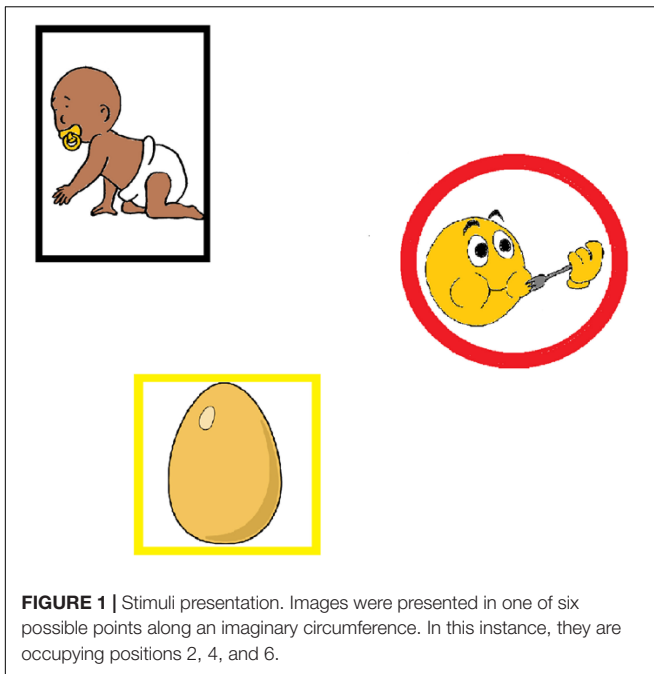 FIGURE 1 | Stimuli presentation. Images were presented in one of six
possible points along an imaginary circumference. In this instance, they are
occupying positions 2, 4, and 6.